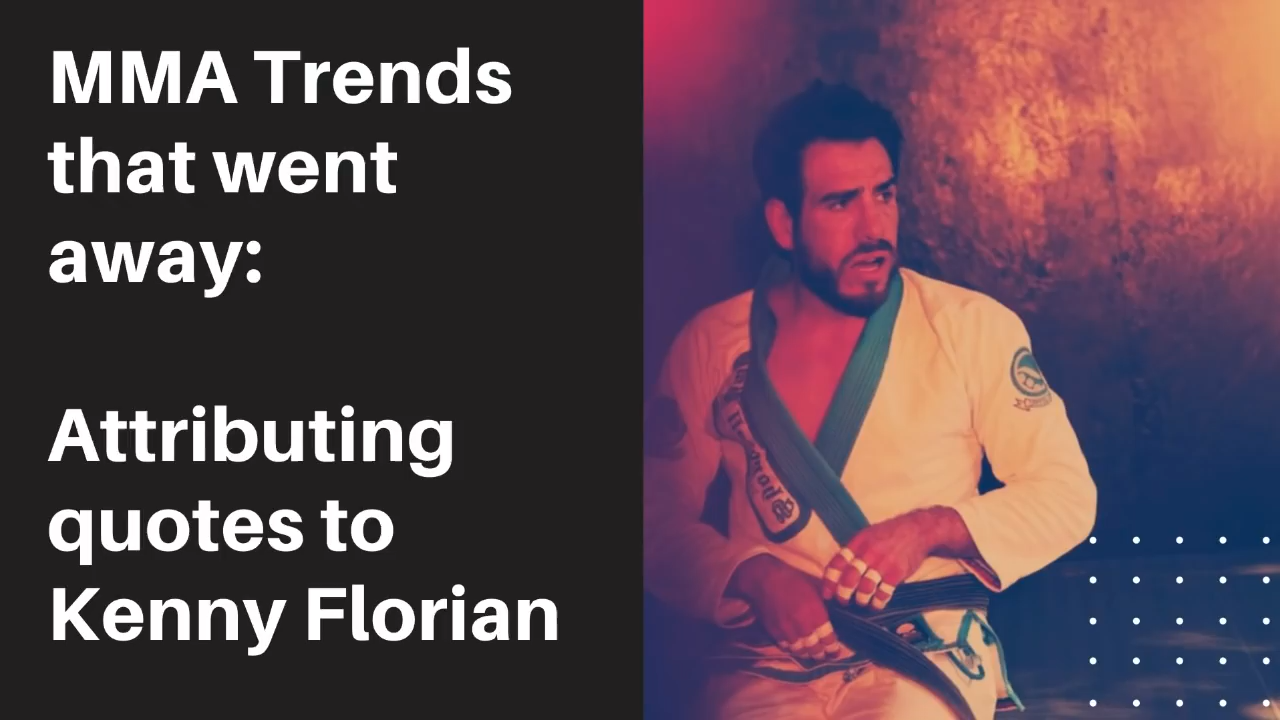 MMA Trends
that went
away:
Attributing
quotes to
Kenny Florian